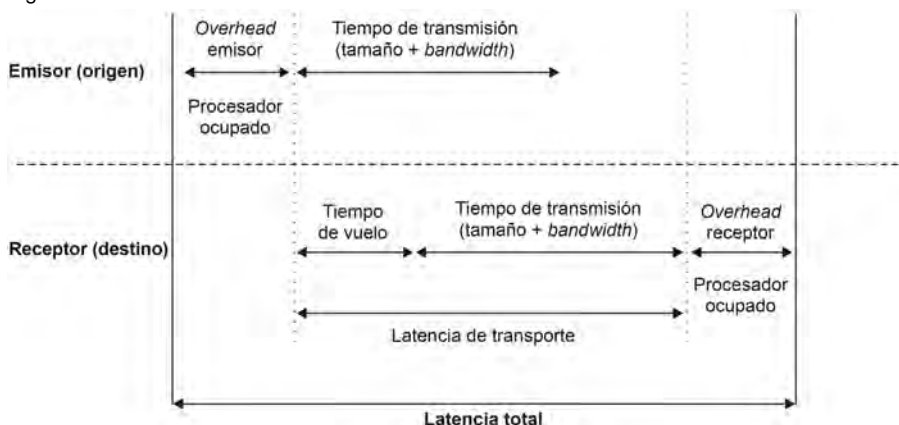 Overhead
emisor
Tiempo de transmisión
(tamaño + bandwidth)
Emisor (origen)
Procesador
ocupado
Tiempo
de vuelo
Tiempo de transmisión
(tamaño + bandwidth)
Overhead
receptor
Receptor (destino)
Procesador
ocupado
Latencia de transporte
Latencia total